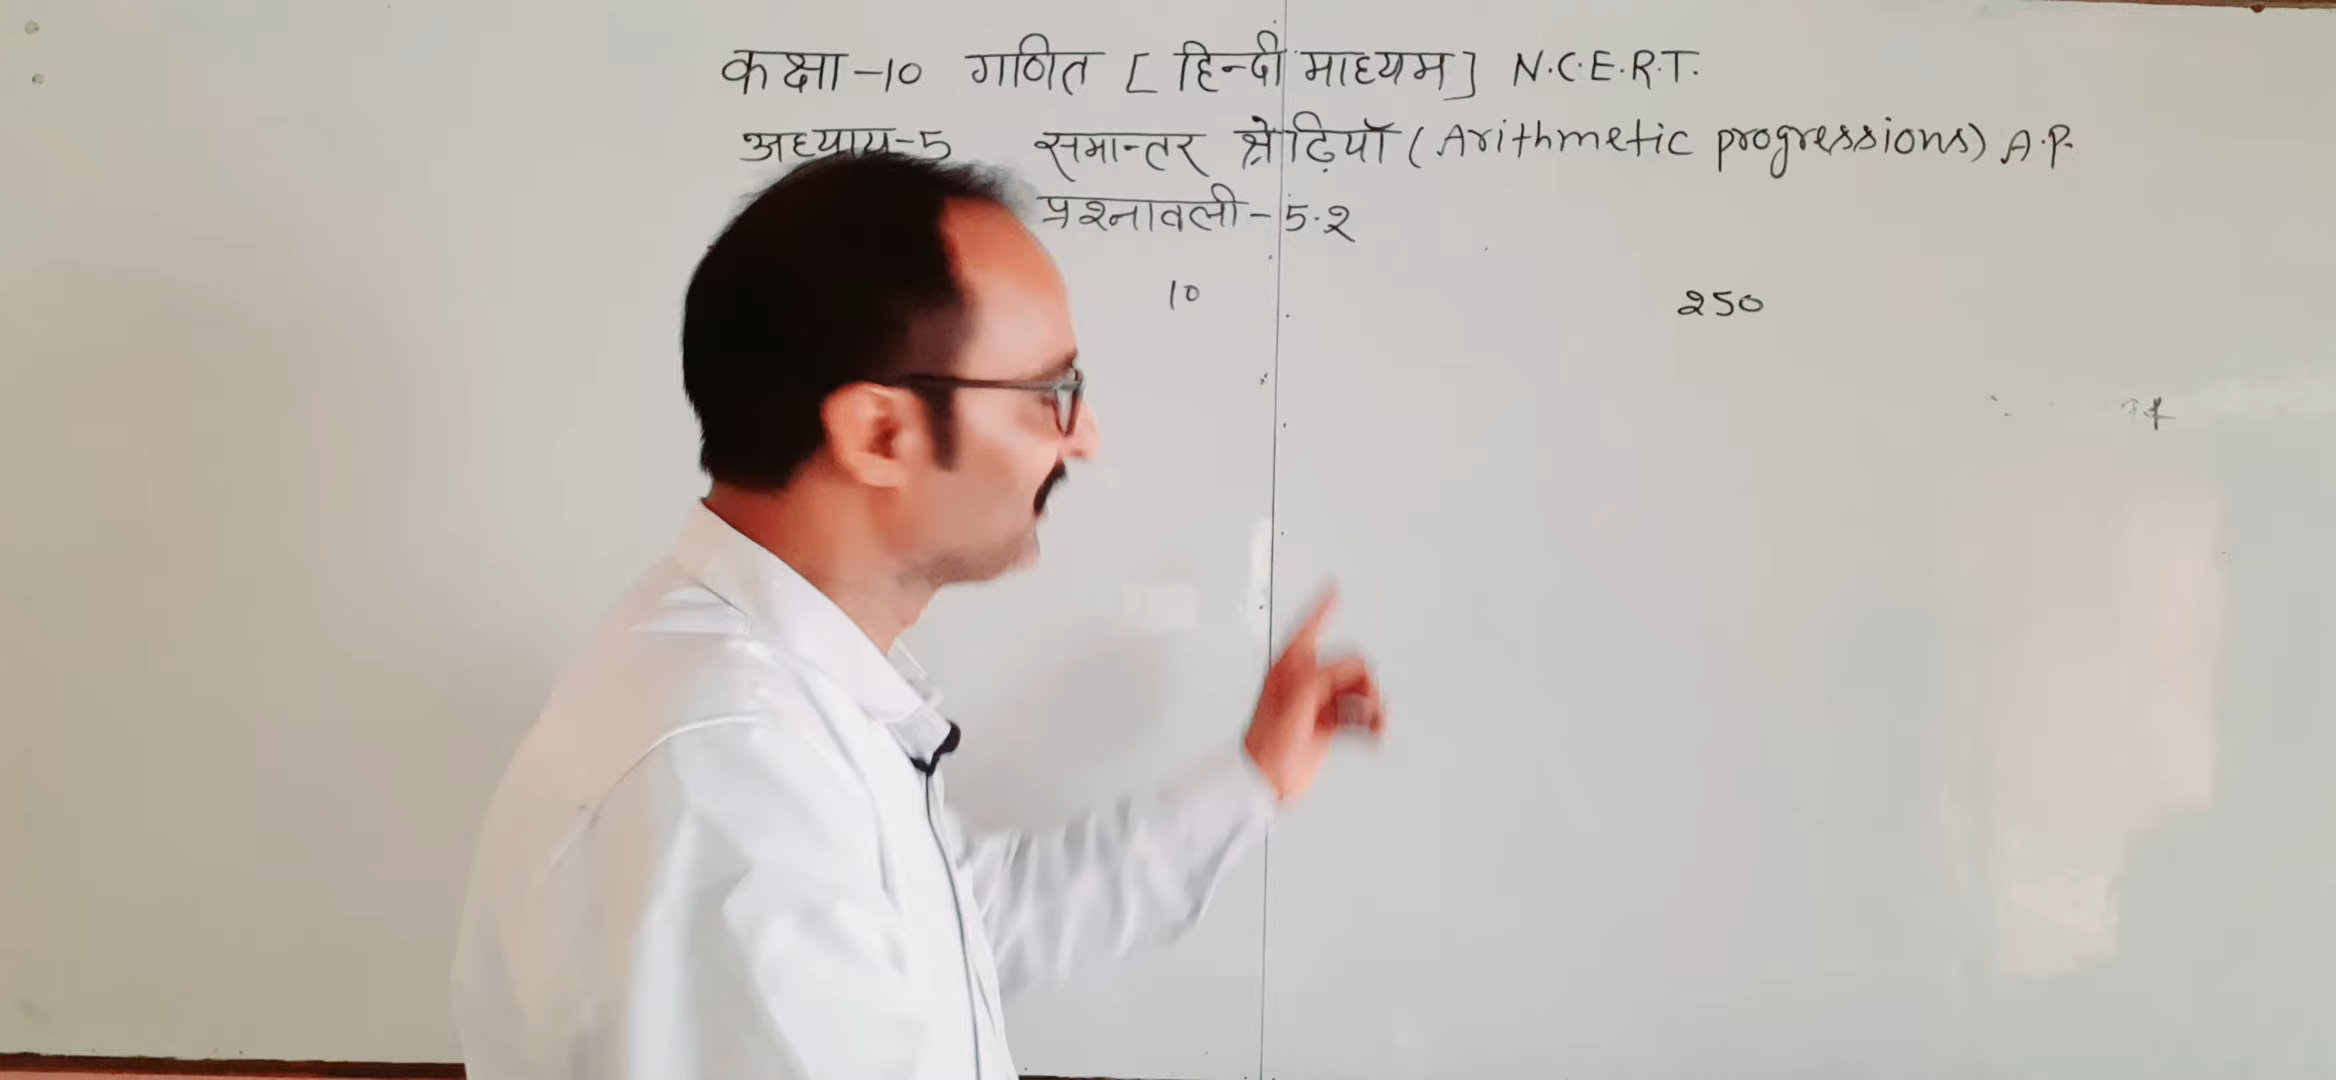 कक्षा-10 गणित [हिन्दी माध्यम] N.C.E.R.T.
अध्याय-5 समान्तर श्रेढ़ियाँ (Arithmetic progressions) A.P.
प्रश्नावली-5.2
10 250